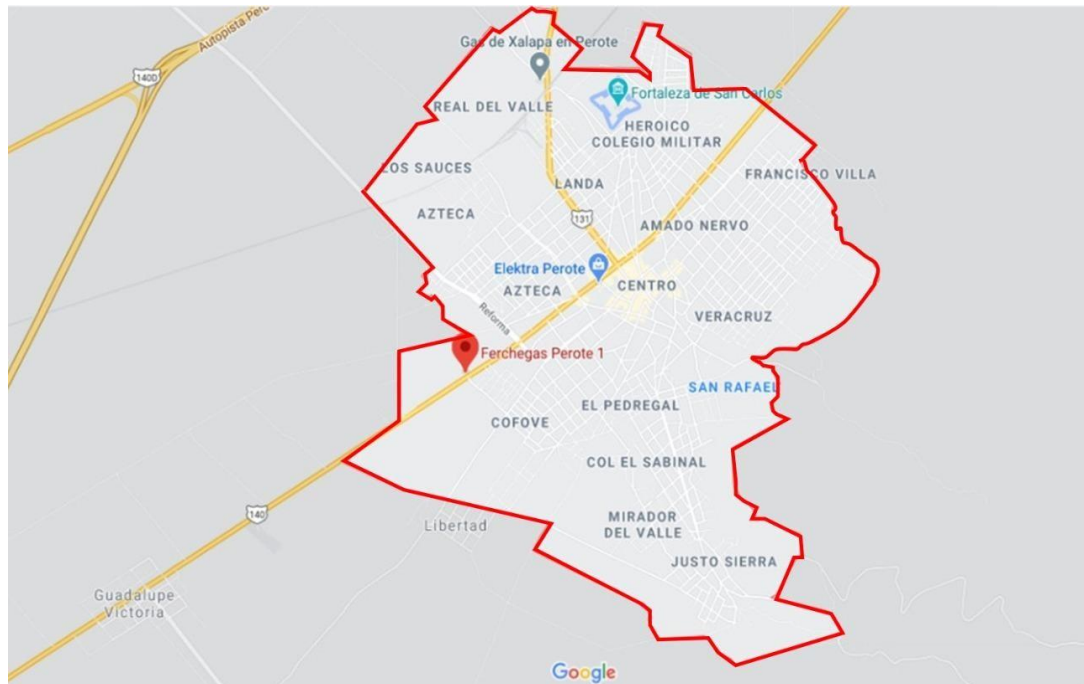 Autopista Pero
140D
Gas de Xalapa en Perote
Fortaleza de San Carlos
REAL DEL VALLE
HEROICO
COLEGIO MILITAR
LOS SAUCES
FRANCISCO VILLA
LANDA
AZTECA
131
AMADO NERVO
Elektra Perote
AZTECA
CENTRO
Reforma
VERACRUZ
Ferchegas Perote 1
SAN RAFAEL
EL PEDREGAL
COFOVE
COL EL SABINAL
140
Libertad
MIRADOR
DEL VALLE
JUSTO SIERRA
Guadalupe
Victoria
Google